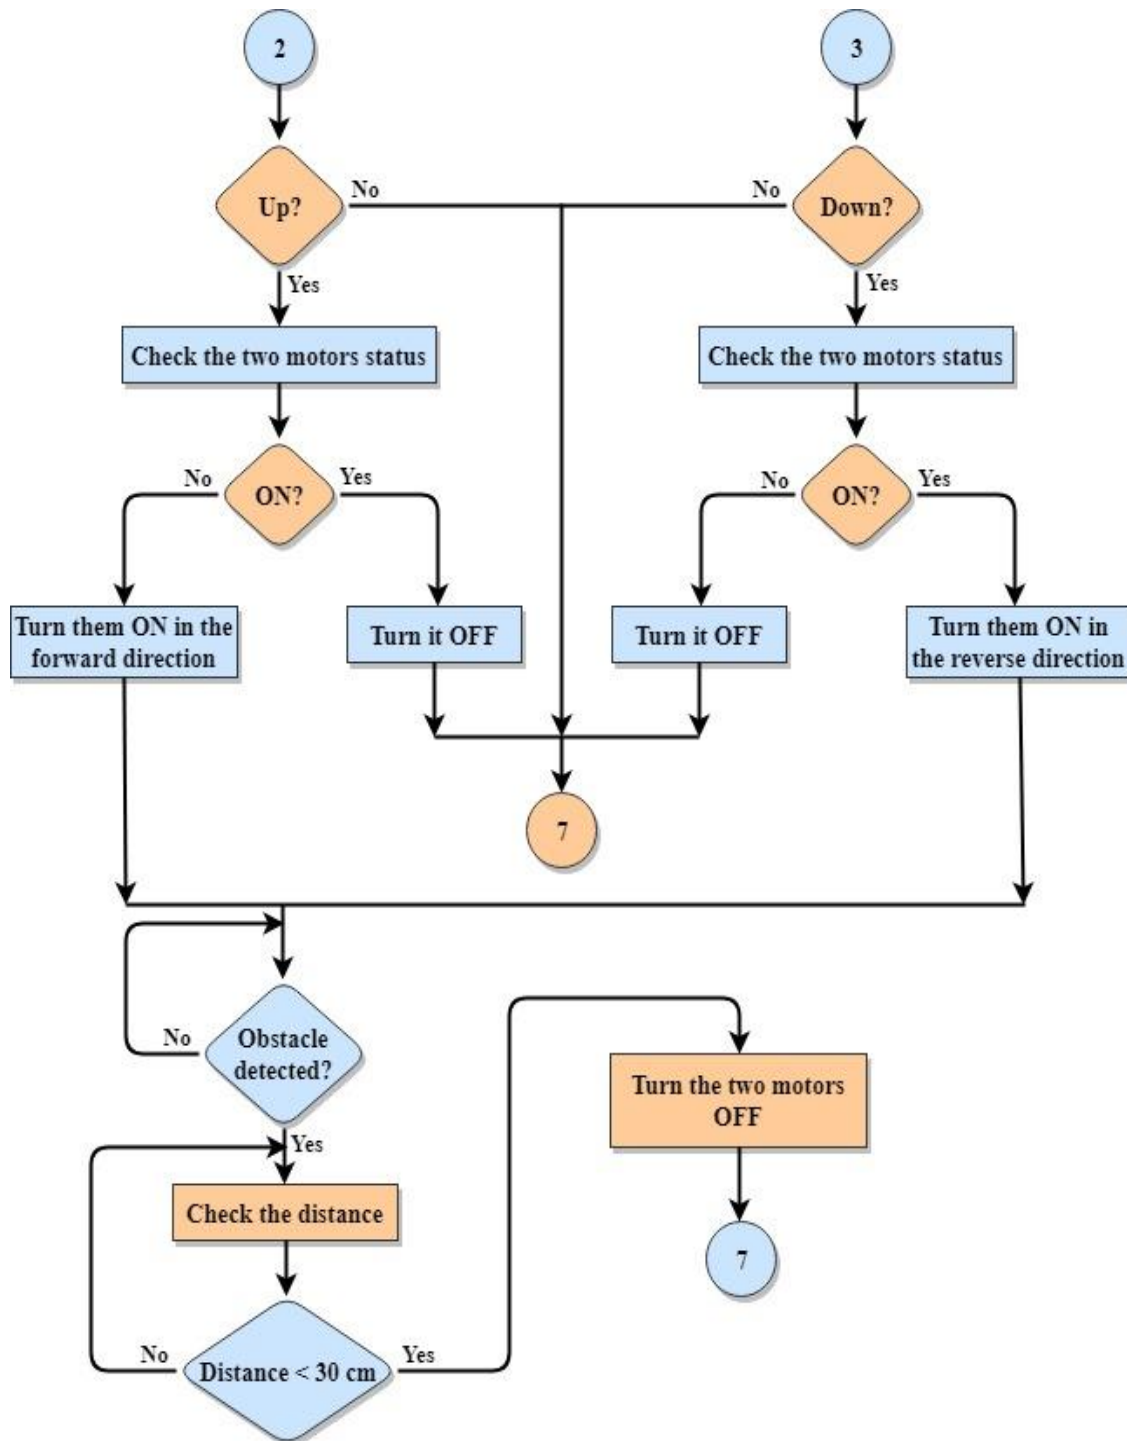 2
3
Up?
No
No
Down?
Yes
Yes
Check the two motors status
Check the two motors status
No
ON?
Yes
No
ON?
Yes
Turn them ON in the
forward direction
Turn it OFF
Turn it OFF
Turn them ON in
the reverse direction
7
No
Obstacle
detected?
Yes
Turn the two motors
OFF
Check the distance
7
No
Distance < 30 cm
Yes